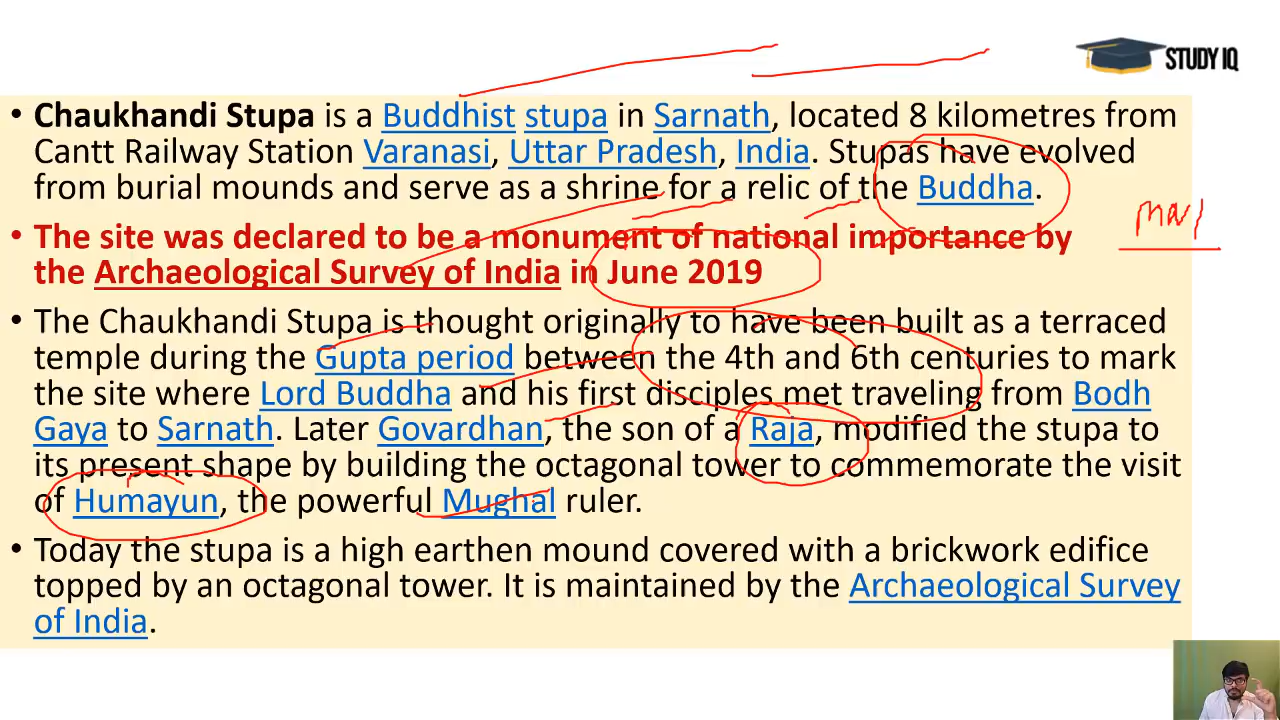 STUDY IQ
• Chaukhandi Stupa is a Buddhist stupa in Sarnath, located 8 kilometres from
Cantt Railway Station Varanasi, Uttar Pradesh, India. Stupas have evolved
from burial mounds and serve as a shrine for a relic of the Buddha.
• The site was declared to be a monument of national importance by
the Archaeological Survey of India in June 2019
• The Chaukhandi Stupa is thought originally to have been built as a terraced
temple during the Gupta period between the 4th and 6th centuries to mark
the site where Lord Buddha and his first disciples met traveling from Bodh
Gaya to Sarnath. Later Govardhan, the son of a Raja, modified the stupa to
its present shape by building the octagonal tower to commemorate the visit
of Humayun, the powerful Mughal ruler.
• Today the stupa is a high earthen mound covered with a brickwork edifice
topped by an octagonal tower. It is maintained by the Archaeological Survey
of India.